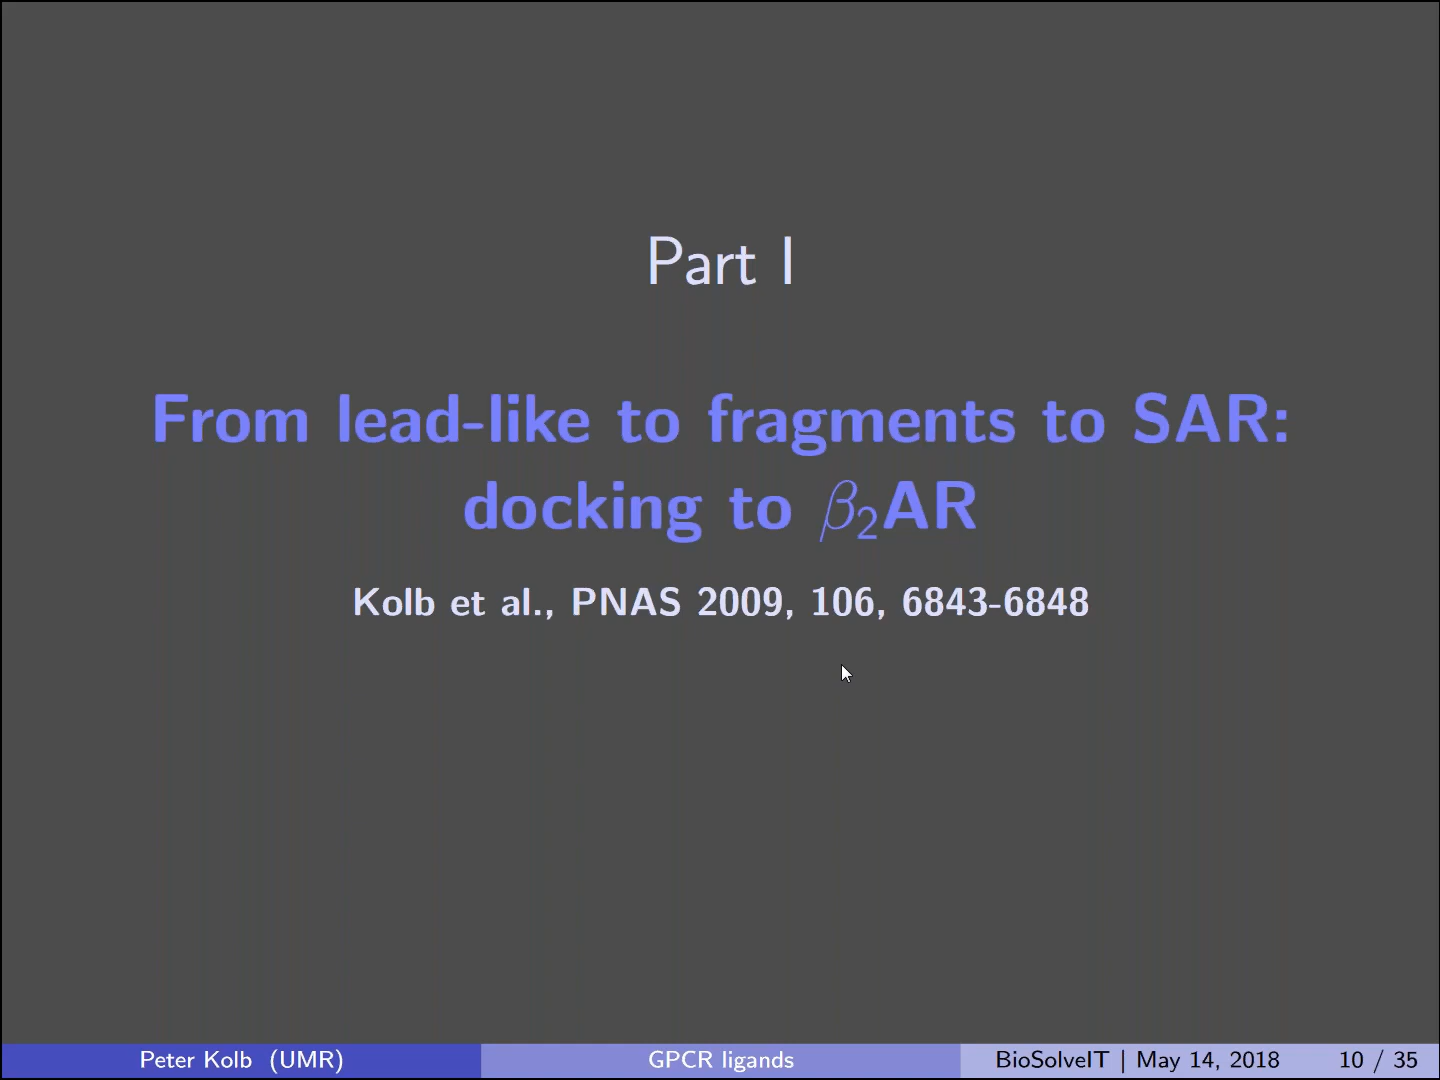 Part I
From lead-like to fragments to SAR:
docking to β₂AR
Kolb et al., PNAS 2009, 106, 6843-6848
Peter Kolb (UMR)
GPCR ligands
BioSolveIT | May 14, 2018
10 / 35